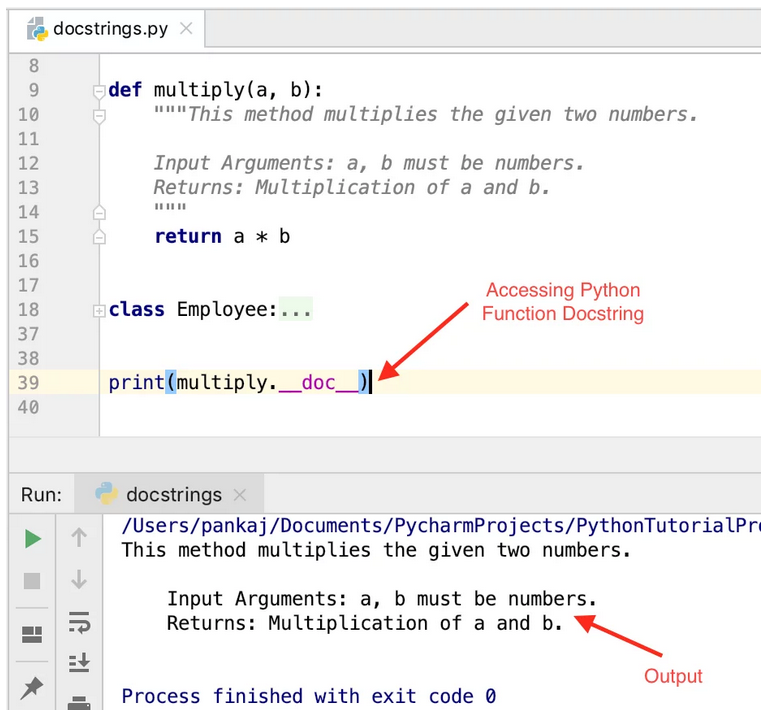 docstrings.py
8
9 def multiply(a, b):
10 """This method multiplies the given two numbers.
11
12 Input Arguments: a, b must be numbers.
13 Returns: Multiplication of a and b.
14 """
15 return a * b
16
17
18 class Employee:...
37
38
39 print(multiply.__doc__)
40
Accessing Python
Function Docstring
Run: docstrings
/Users/pankaj/Documents/PycharmProjects/PythonTutorialPr
This method multiplies the given two numbers.
Input Arguments: a, b must be numbers.
Returns: Multiplication of a and b.
Output
Process finished with exit code 0